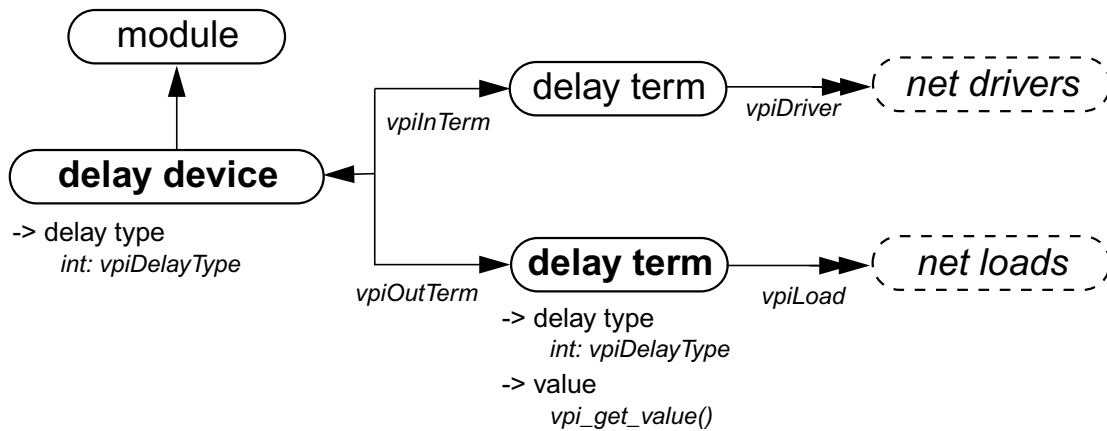 module
delay term
net drivers
vpiInTerm
vpiDriver
delay device
-> delay type
int: vpiDelayType
delay term
net loads
vpiOutTerm
vpiLoad
-> delay type
int: vpiDelayType
-> value
vpi_get_value()